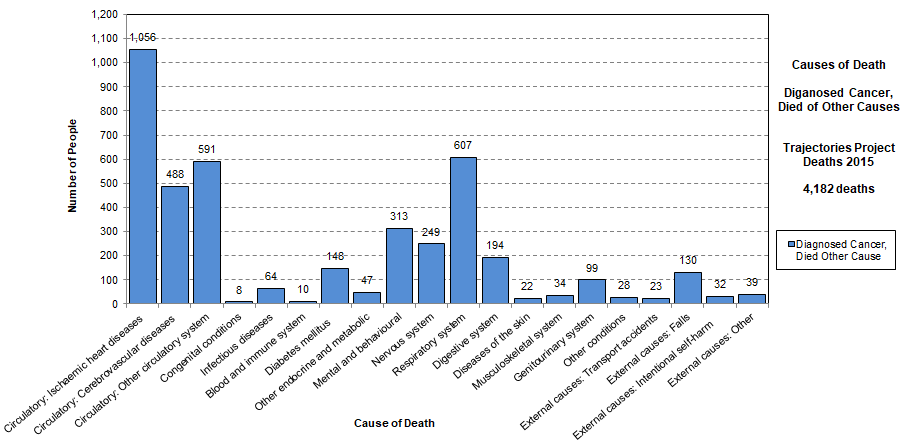 1,200
1,100
1,000
900
800
700
600
500
400
300
200
100
0
Number of People
1,056
488
591
8
64
10
148
47
313
249
607
194
22
34
99
28
23
130
32
39
Circulatory: Ischaemic heart diseases
Circulatory: Cerebrovascular diseases
Circulatory: Other circulatory system
Congenital conditions
Infectious diseases
Blood and immune system
Diabetes mellitus
Other endocrine and metabolic
Mental and behavioural
Nervous system
Respiratory system
Digestive system
Diseases of the skin
Musculoskeletal system
Genitourinary system
Other conditions
External causes: Transport accidents
External causes: Falls
External causes: Intentional self-harm
External causes: Other
Cause of Death
Causes of Death
Diganosed Cancer,
Died of Other Causes
Trajectories Project
Deaths 2015
4,182 deaths
Diagnosed Cancer,
Died Other Cause